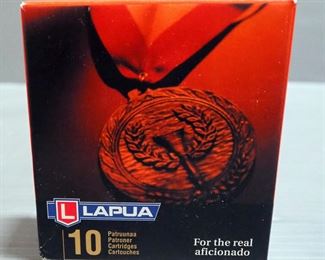 L LAPUA
10
Patruunaa
Patroner
Cartridges
Cartouches
For the real
aficionado